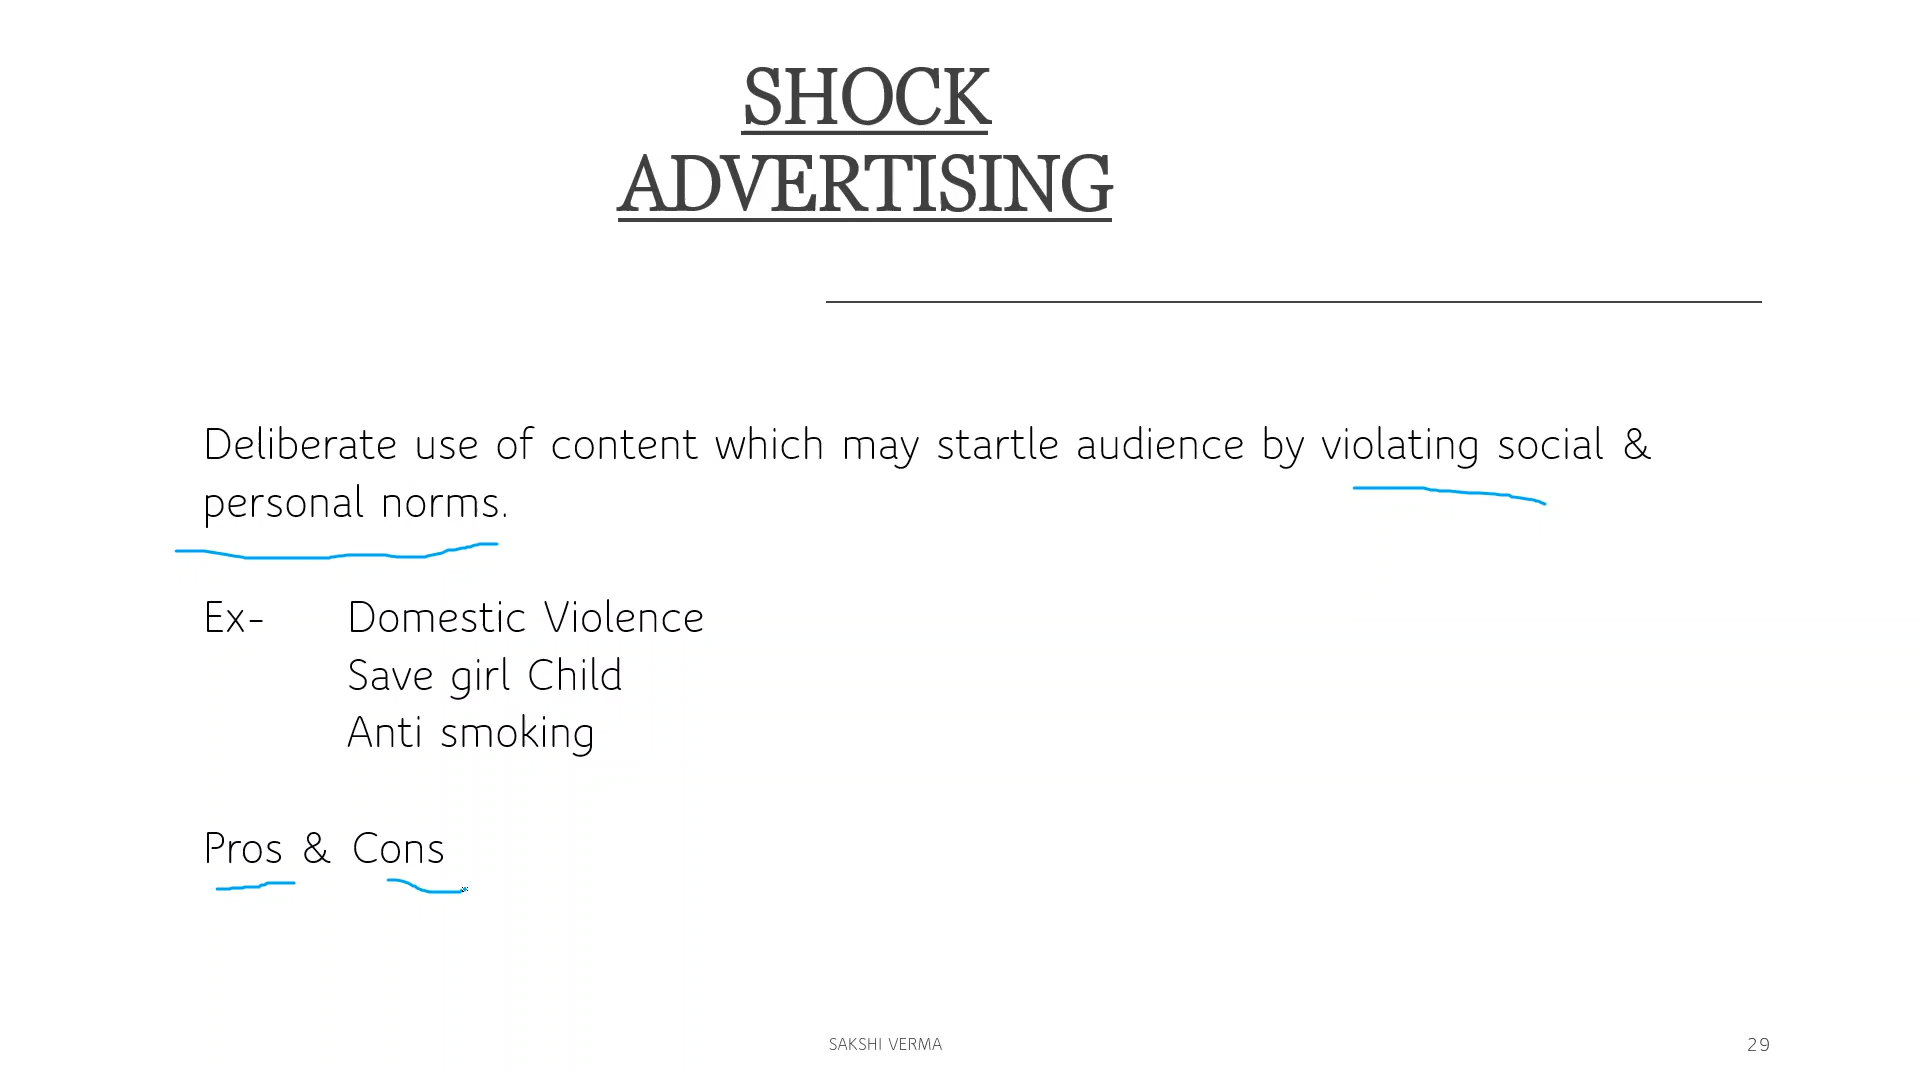 SHOCK
ADVERTISING
Deliberate use of content which may startle audience by violating social &
personal norms.
Ex- Domestic Violence
Save girl Child
Anti smoking
Pros & Cons
SAKSHI VERMA
29